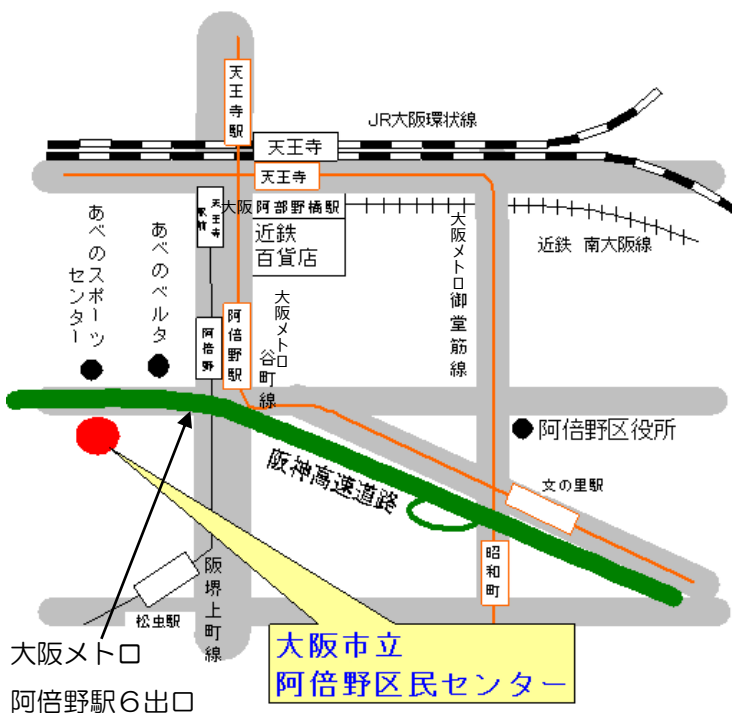 天王寺駅
JR大阪環状線
天王寺
天王寺
天王寺駅前
大阪阿部野橋駅
近鉄
百貨店
近鉄 南大阪線
大阪メトロ御堂筋線
あべのスポーツ
センター
あべのベルタ
阿倍野
阿倍野駅
大阪メトロ
谷町線
阿倍野区役所
阪神高速道路
文の里駅
昭和町
阪堺上町線
松虫駅
大阪メトロ
阿倍野駅6出口
大阪市立
阿倍野区民センター